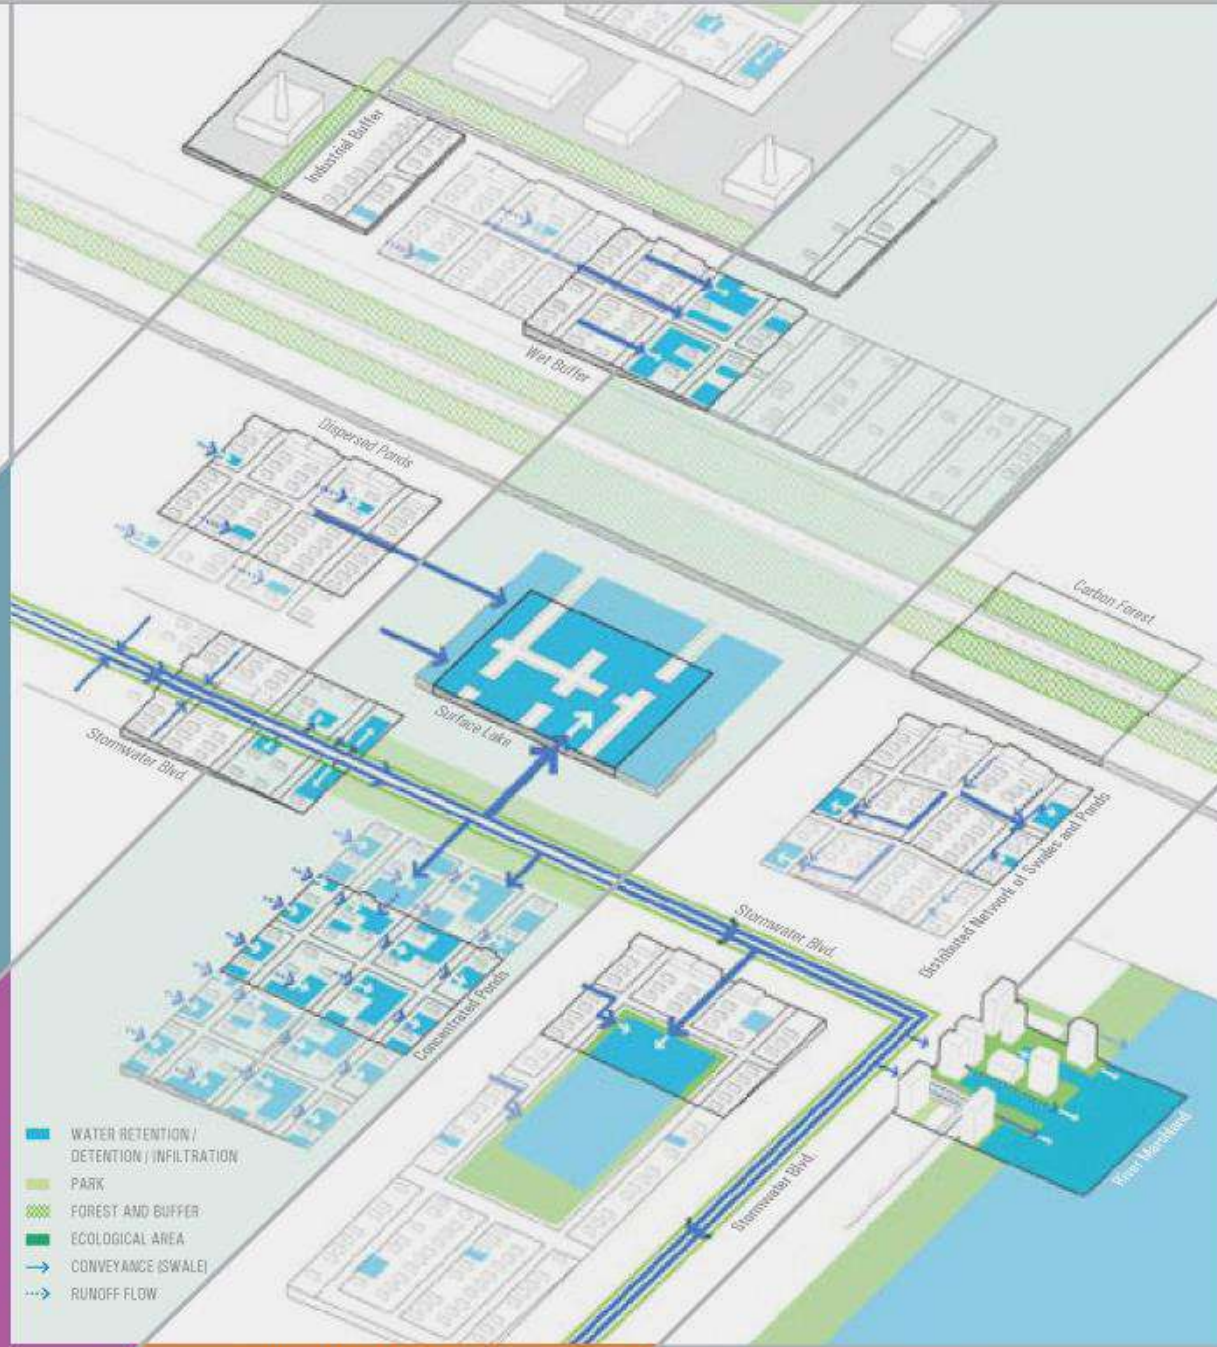 Industrial Buffer
Wet Buffer
Dispersed Ponds
Carbon Forest
Surface Lake
Stormwater Blvd.
Distributed Network of Swales and Ponds
Stormwater Blvd.
Concentrated Ponds
River Marshland
Stormwater Blvd.
WATER RETENTION /
DETENTION / INFILTRATION
PARK
FOREST AND BUFFER
ECOLOGICAL AREA
CONVEYANCE (SWALE)
RUNOFF FLOW